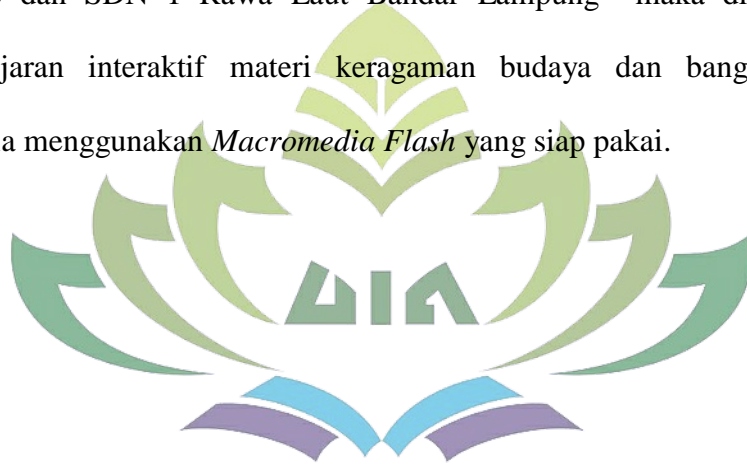 dan SDN 1 Rawa Laut Bandar Lampung maka
interaktif materi keragaman budaya dan
menggunakan Macromedia Flash yang siap pakai.
UIN